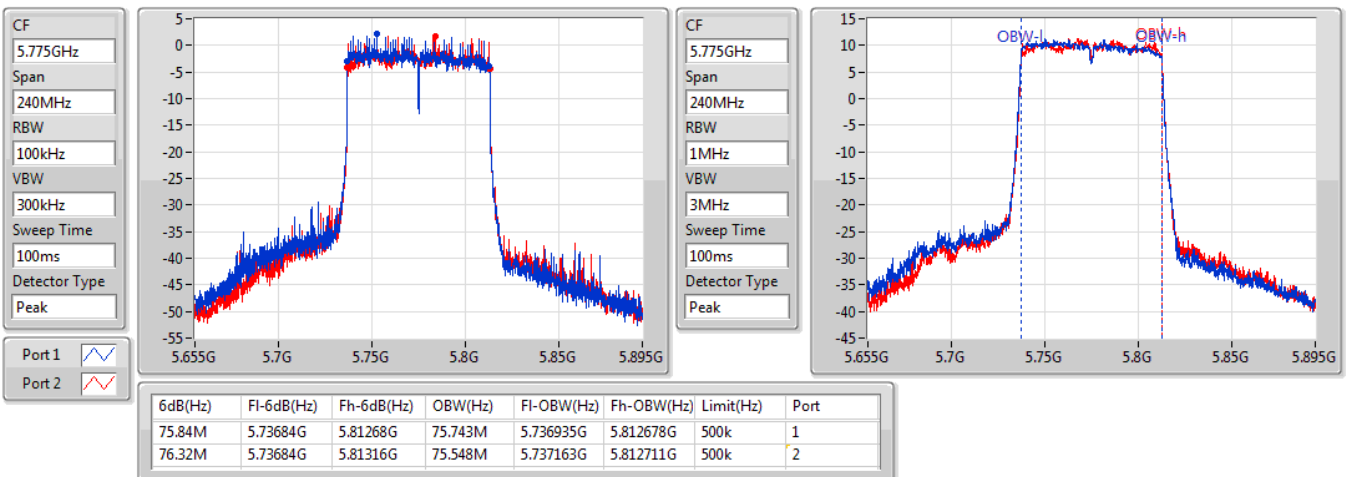 CF
5.775GHz
Span
240MHz
RBW
100kHz
VBW
300kHz
Sweep Time
100ms
Detector Type
Peak
Port 1
Port 2
5
0
-5
-10
-15
-20
-25
-30
-35
-40
-45
-50
-55
5.655G 5.7G 5.75G 5.8G 5.85G 5.895G
CF
5.775GHz
Span
240MHz
RBW
1MHz
VBW
3MHz
Sweep Time
100ms
Detector Type
Peak
15
10
5
0
-5
-10
-15
-20
-25
-30
-35
-40
-45
OBW-l OBW-h
5.655G 5.7G 5.75G 5.8G 5.85G 5.895G
6dB(Hz) Fl-6dB(Hz) Fh-6dB(Hz) OBW(Hz) Fl-OBW(Hz) Fh-OBW(Hz) Limit(Hz) Port
75.84M 5.73684G 5.81268G 75.743M 5.736935G 5.812678G 500k 1
76.32M 5.73684G 5.81316G 75.548M 5.737163G 5.812711G 500k 2